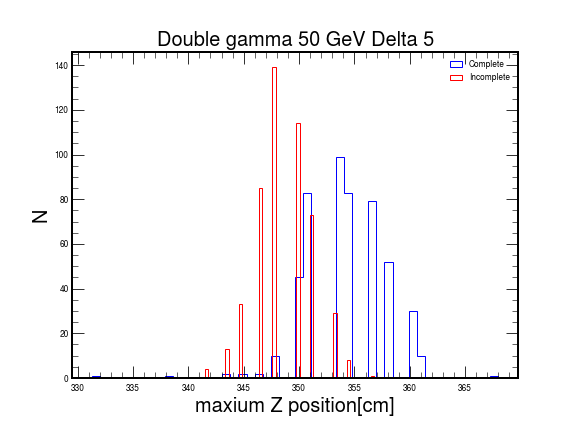 Double gamma 50 GeV Delta 5
Complete
Incomplete
140
120
100
80
60
40
20
0
N
330 335 340 345 350 355 360 365
maxium Z position[cm]